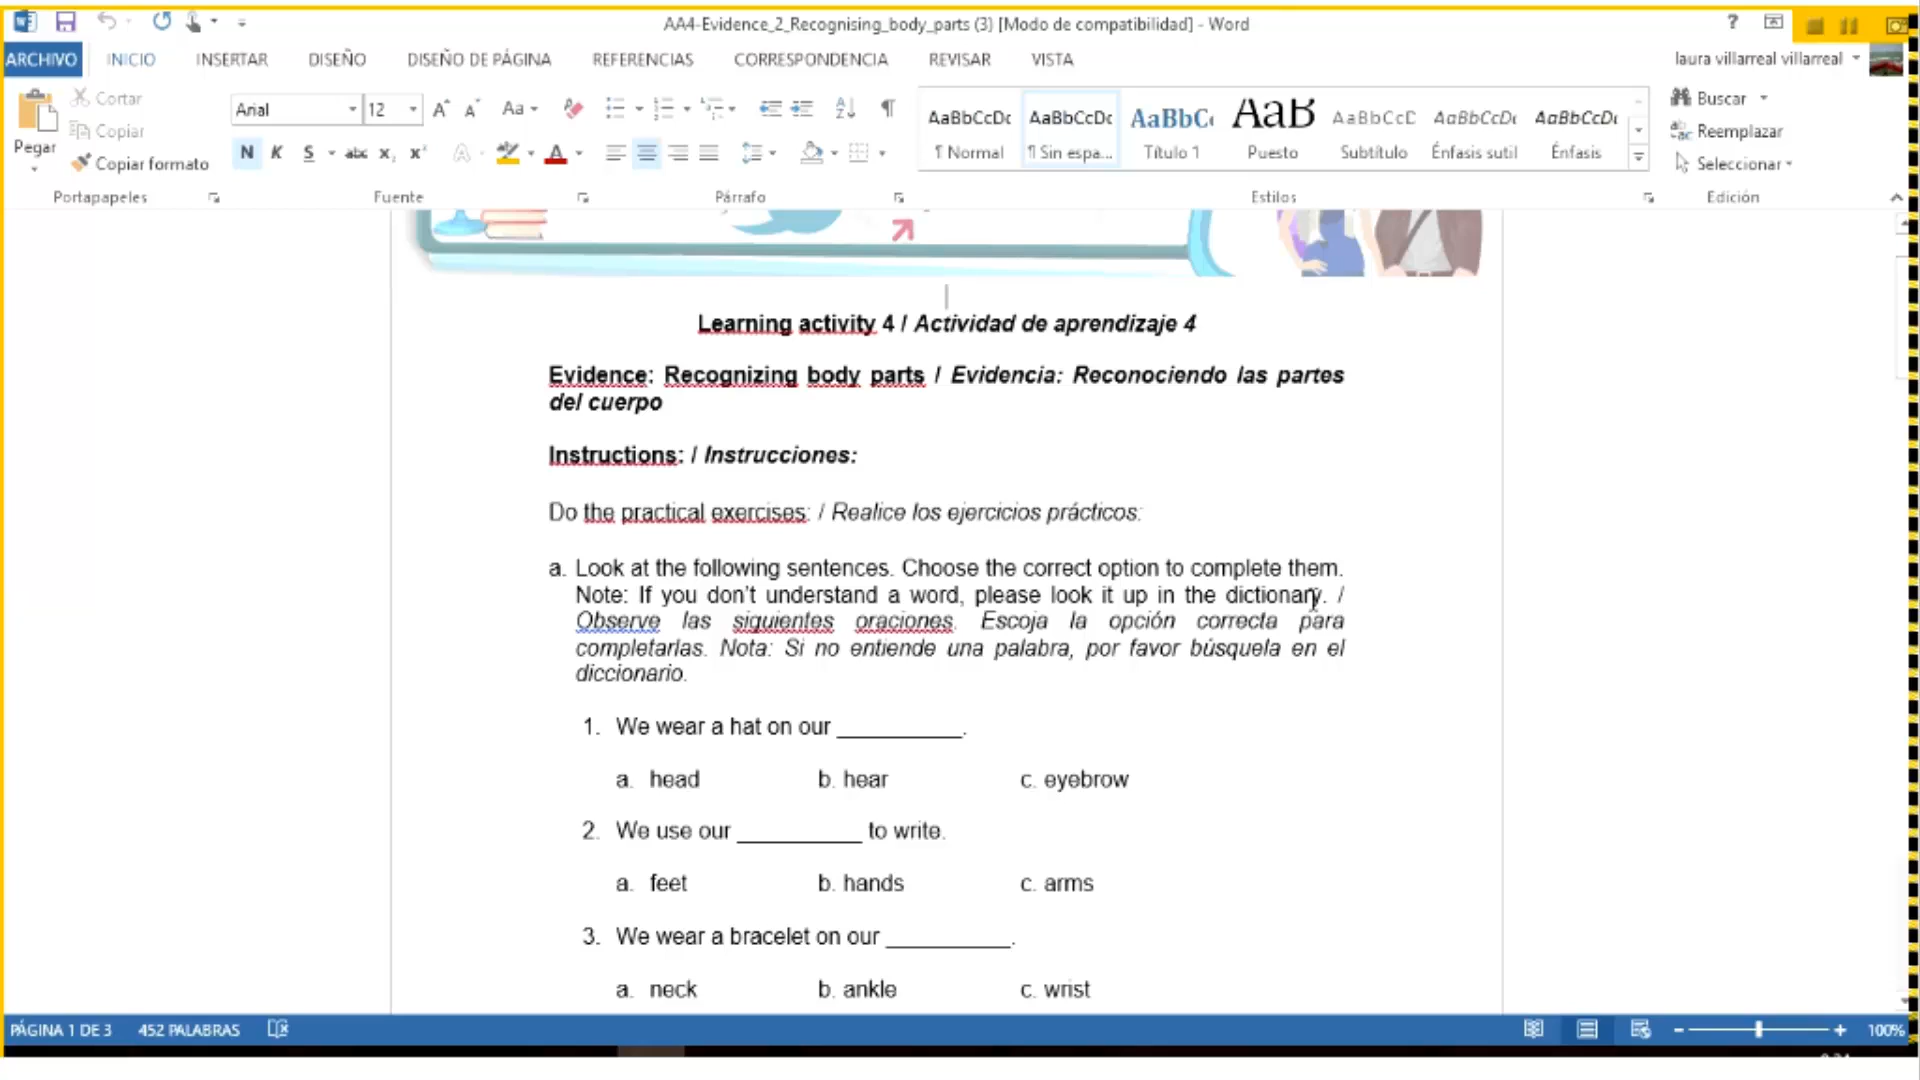 AA4-Evidence_2_Recognising_body_parts (3) [Modo de compatibilidad] - Word
?
ARCHIVO INICIO INSERTAR DISEÑO DISEÑO DE PÁGINA REFERENCIAS CORRESPONDENCIA REVISAR VISTA laura villarreal villarreal
Pegar
Cortar
Copiar
Copiar formato
Portapapeles
Arial 12
N K S abc x, x²
Fuente
Párrafo
AaBbCcDc AaBbCcDc AaBbC AaB AaBbCcC AaBbCcDt AaBbCcDt
¶ Normal ¶ Sin espa... Título 1 Puesto Subtítulo Énfasis sutil Énfasis
Estilos
Buscar
Reemplazar
Seleccionar
Edición
Learning activity 4 / Actividad de aprendizaje 4
Evidence: Recognizing body parts / Evidencia: Reconociendo las partes
del cuerpo
Instructions: / Instrucciones:
Do the practical exercises: / Realice los ejercicios prácticos:
a. Look at the following sentences. Choose the correct option to complete them.
Note: If you don't understand a word, please look it up in the dictionary. /
Observe las siguientes oraciones. Escoja la opción correcta para
completarlas. Nota: Si no entiende una palabra, por favor búsquela en el
diccionario.
1. We wear a hat on our __________.
a. head b. hear c. eyebrow
2. We use our __________ to write.
a. feet b. hands c. arms
3. We wear a bracelet on our __________.
a. neck b. ankle c. wrist
PÁGINA 1 DE 3 452 PALABRAS 100%